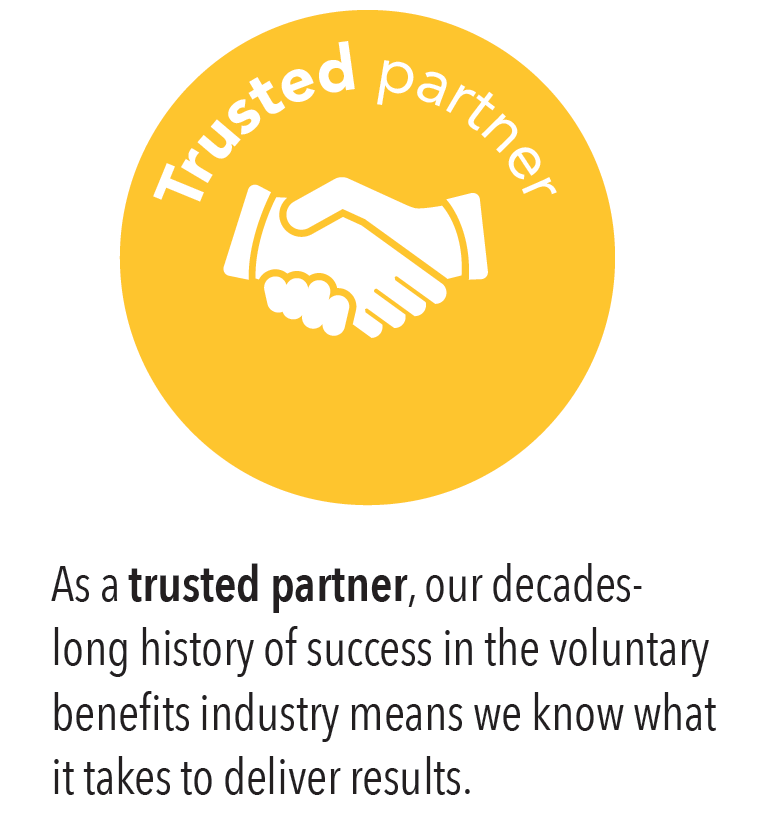 Trusted partner
As a trusted partner, our decades-
long history of success in the voluntary
benefits industry means we know what
it takes to deliver results.